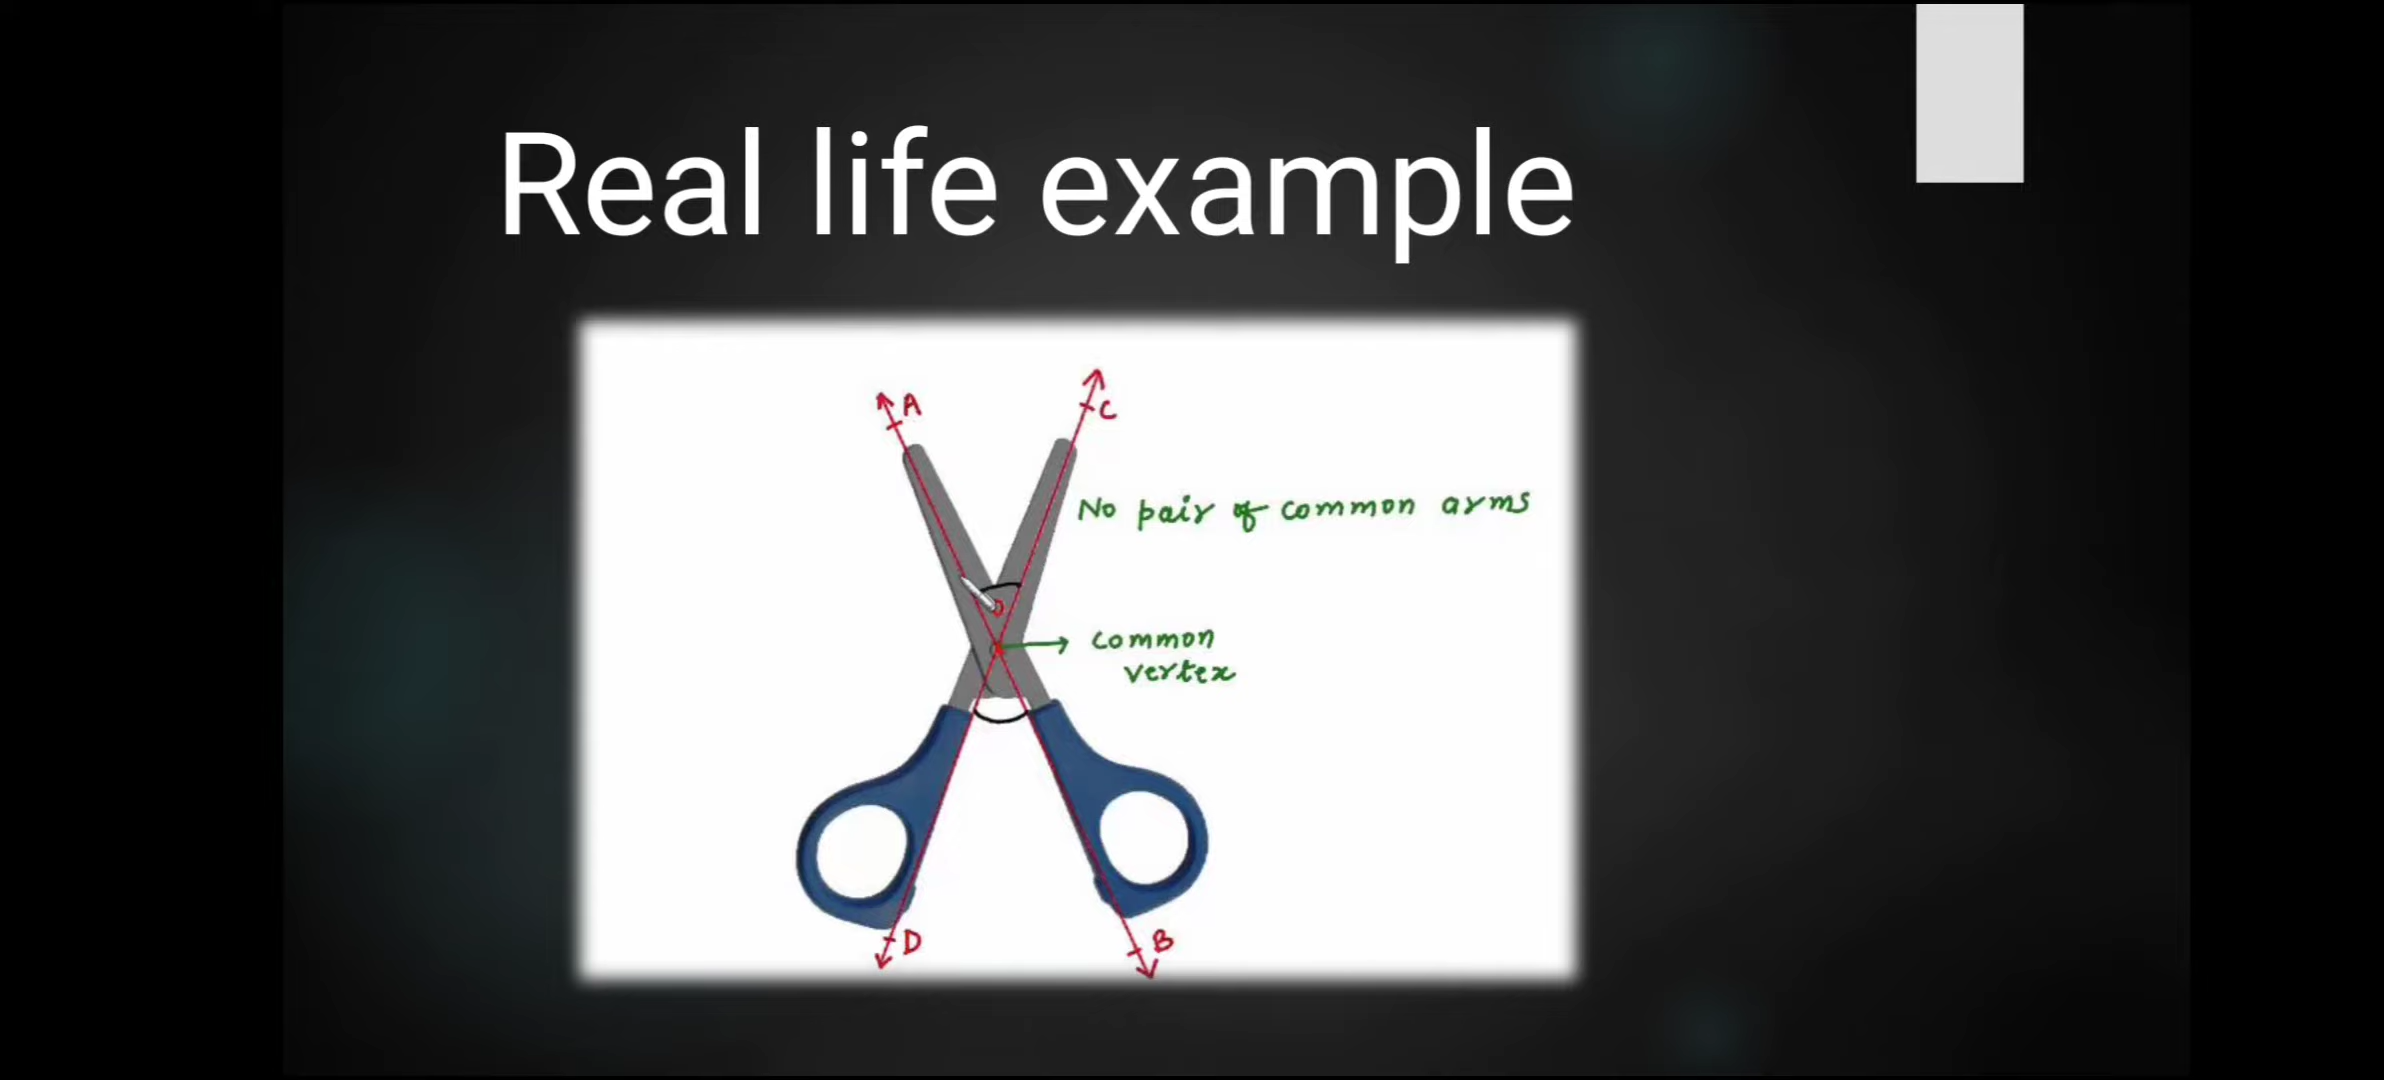 Real life example
A
C
No pair of common arms
O
common
vertex
D
B